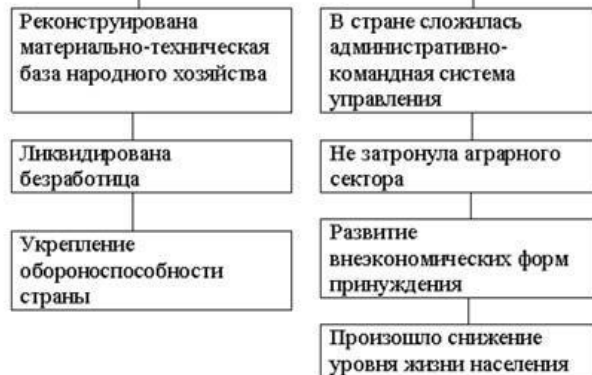 Реконструирована
материально-техническая
база народного хозяйства
Ликвидирована
безработица
Укрепление
обороноспособности
страны
В стране сложилась
административно-
командная система
управления
Не затронула аграрного
сектора
Развитие
внеэкономических форм
принуждения
Произошло снижение
уровня жизни населения